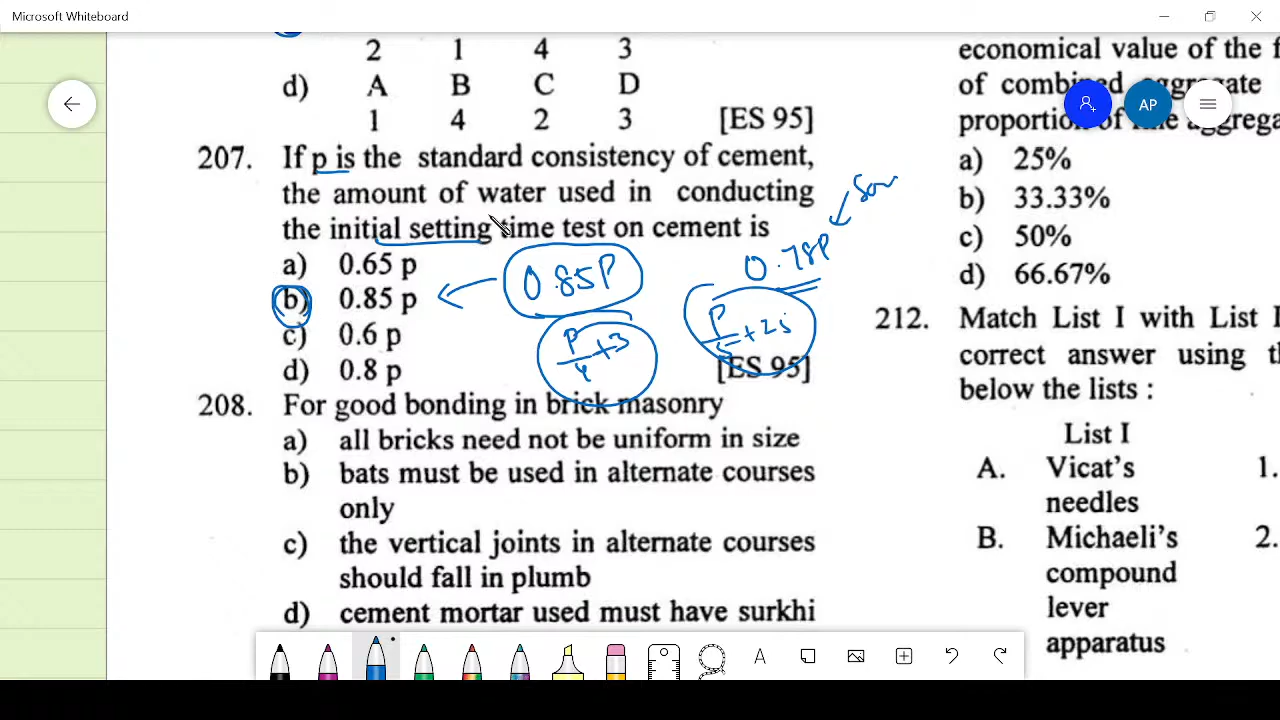 Microsoft Whiteboard
2 1 4 3
d) A B C D
1 4 2 3 [ES 95]
207. If p is the standard consistency of cement,
the amount of water used in conducting
the initial setting time test on cement is
a) 0.65 p
b) 0.85 p
c) 0.6 p
d) 0.8 p
[ES 95]
0.85P
P/4 + 3
0.78P
P/5 + 25
Sou
208. For good bonding in brick masonry
a) all bricks need not be uniform in size
b) bats must be used in alternate courses
only
c) the vertical joints in alternate courses
should fall in plumb
d) cement mortar used must have surkhi
AP
economical value of the f
of combined aggregate
proportion of fine aggrega
a) 25%
b) 33.33%
c) 50%
d) 66.67%
212. Match List I with List I
correct answer using t
below the lists :
List I
A. Vicat's 1.
needles
B. Michaeli's 2.
compound
lever
apparatus
A